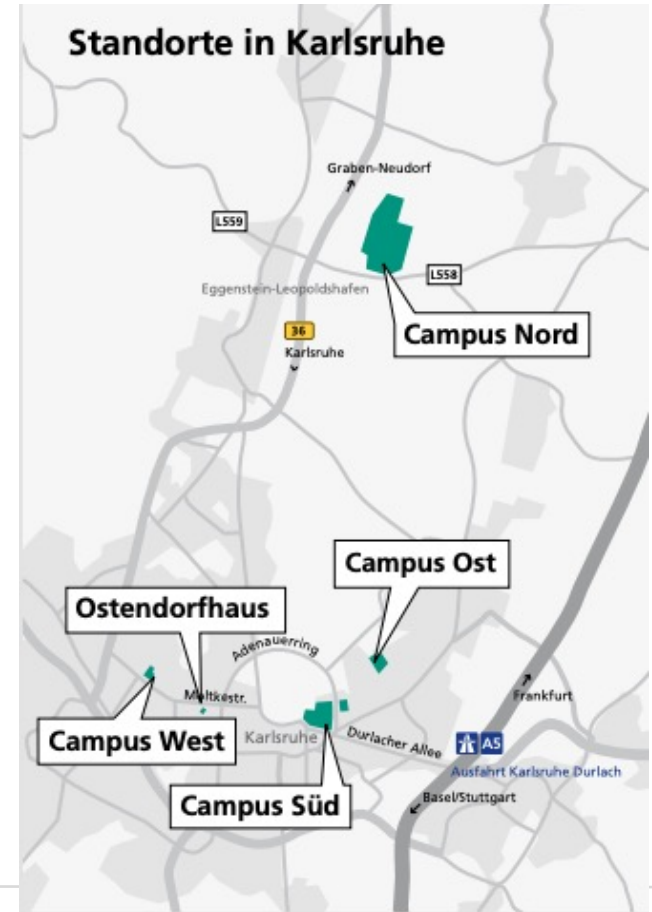 Standorte in Karlsruhe
Graben-Neudorf
L559
L558
Eggenstein-Leopoldshafen
36
Karlsruhe
Campus Nord
Campus Ost
Ostendorfhaus
Adenauerring
Moltkestr.
Frankfurt
Campus West
Karlsruhe
Durlacher Allee
A5
Ausfahrt Karlsruhe Durlach
Basel/Stuttgart
Campus Süd